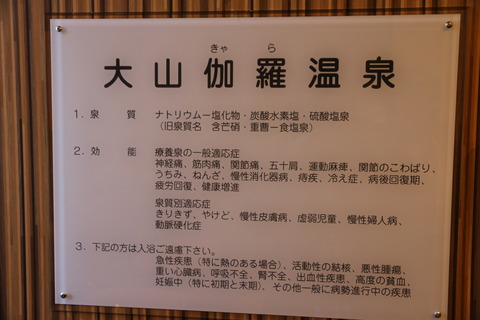 きゃ ら
大山伽羅温泉
1. 泉 質 ナトリウムー塩化物・炭酸水素塩・硫酸塩泉
(旧泉質名 含芒硝・重曹ー食塩泉)
2. 効 能 療養泉の一般適応症
神経痛、筋肉痛、関節痛、五十肩、運動麻痺、関節のこわばり、
うちみ、ねんざ、慢性消化器病、痔疾、冷え症、病後回復期、
疲労回復、健康増進
泉質別適応症
きりきず、やけど、慢性皮膚病、虚弱児童、慢性婦人病、
動脈硬化症
3. 下記の方は入浴ご遠慮下さい。
急性疾患(特に熱のある場合)、活動性の結核、悪性腫瘍、
重い心臓病、呼吸不全、腎不全、出血性疾患、高度の貧血、
妊娠中(特に初期と末期)、その他一般に病勢進行中の疾患